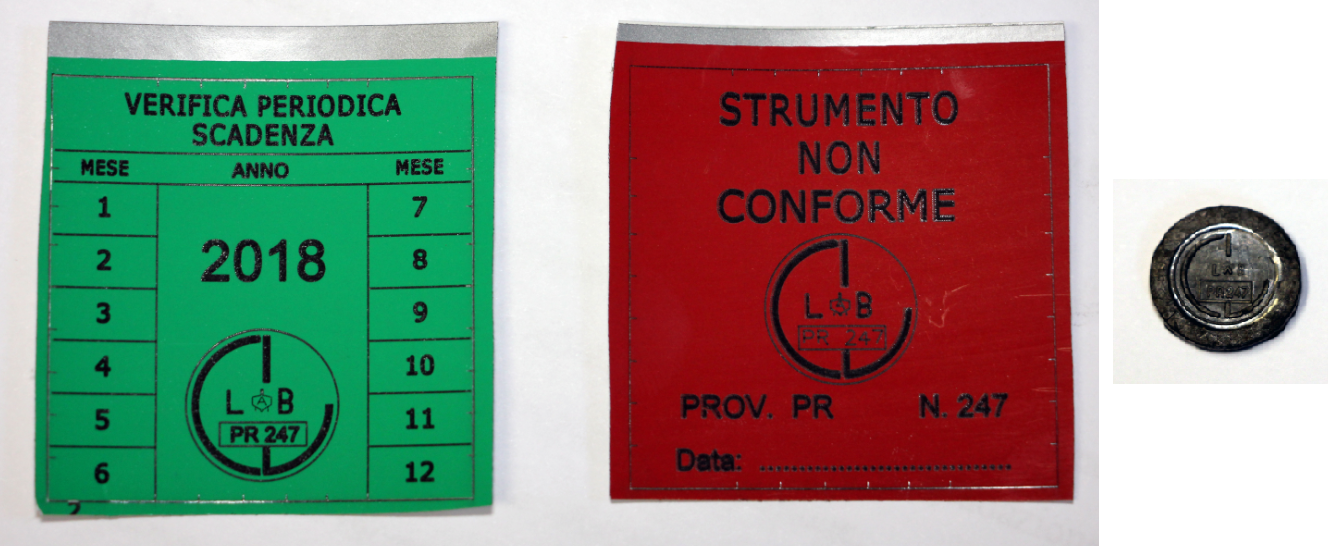 VERIFICA PERIODICA
SCADENZA
MESE ANNO MESE
1 7
2 2018 8
3 9
4 10
5 L B 11
PR 247
6 12
STRUMENTO
NON
CONFORME
L B
PR 247
PROV. PR N. 247
Data: ................................
L B
PR247